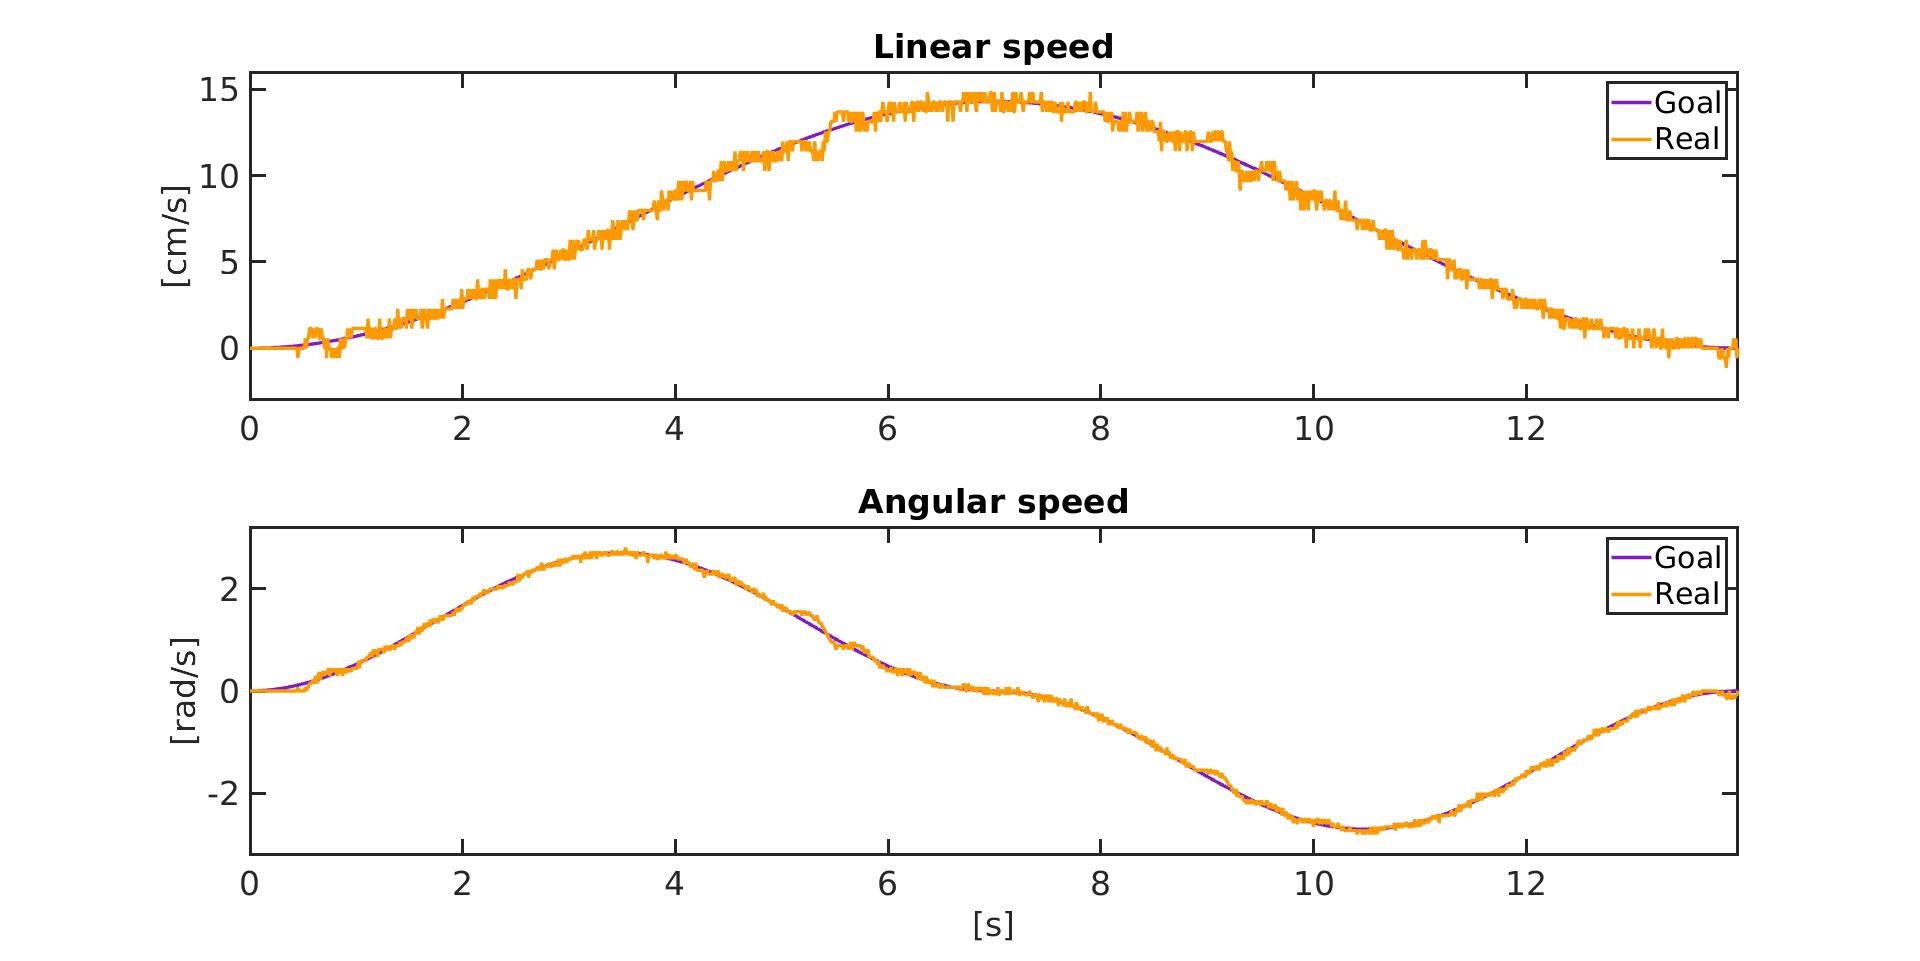 Linear speed
15
10
5
0
[cm/s]
Goal
Real
0 2 4 6 8 10 12
Angular speed
2
0
-2
[rad/s]
Goal
Real
0 2 4 6 8 10 12
[s]